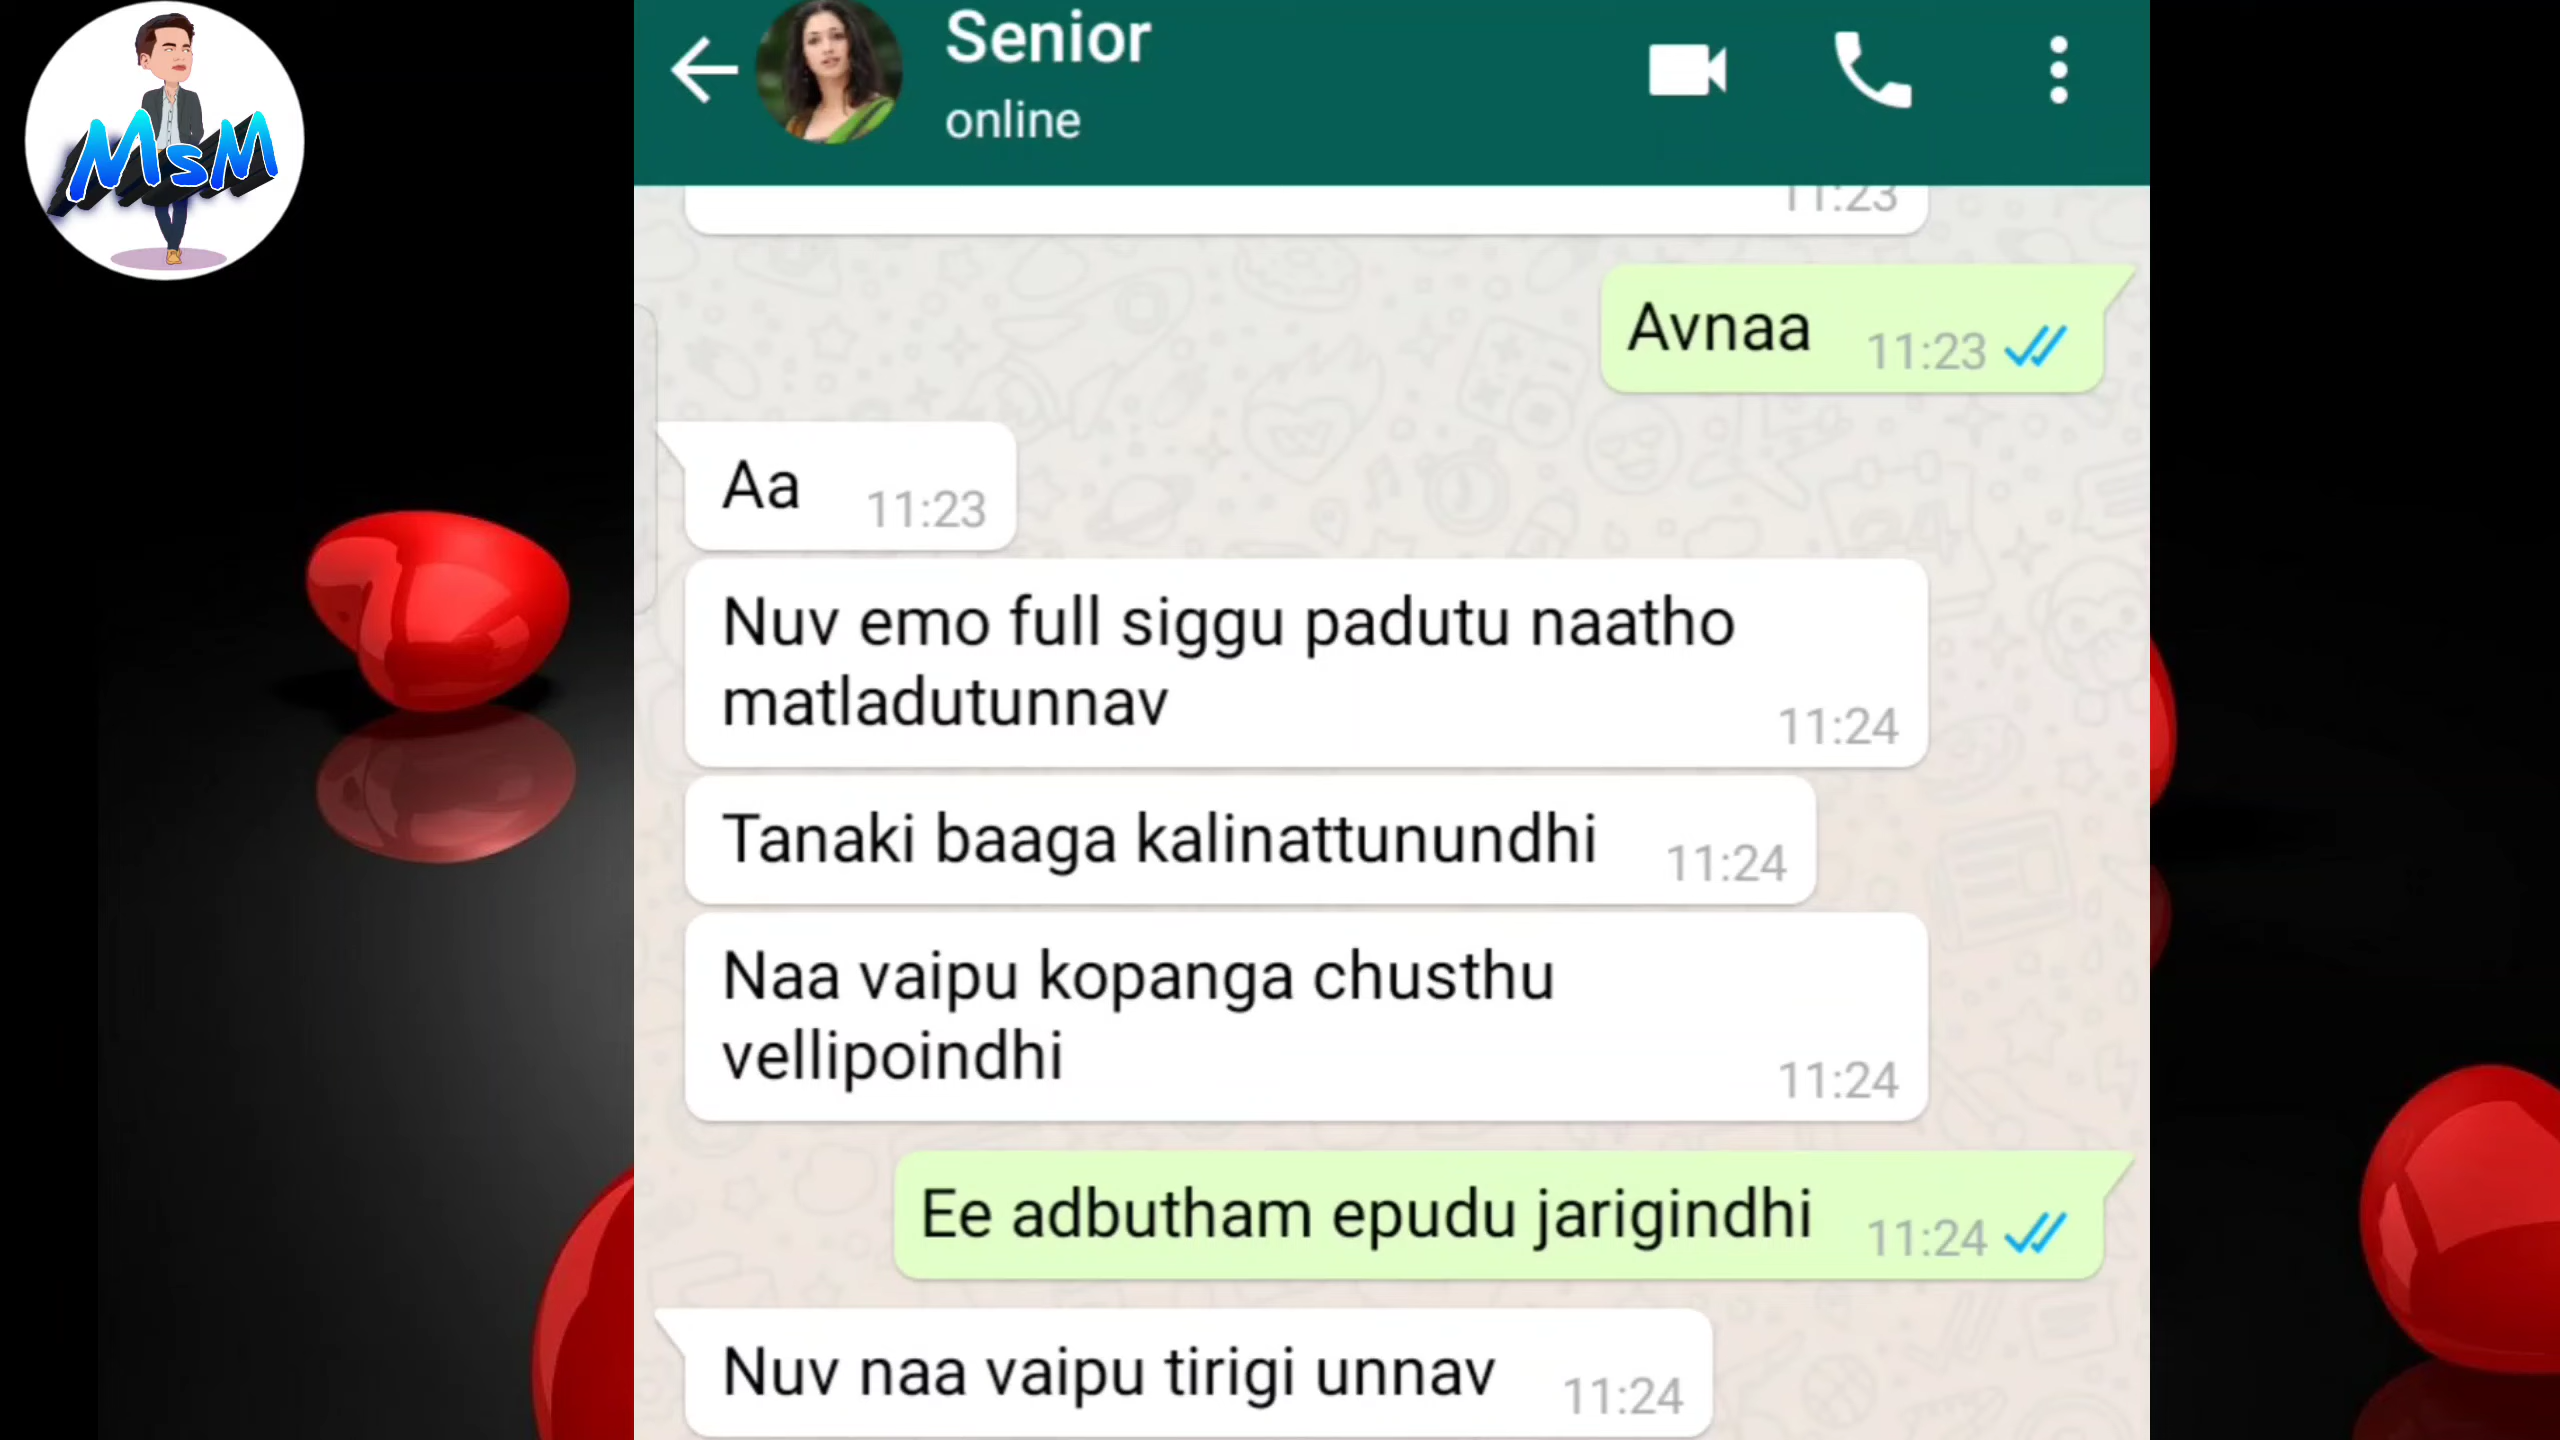 MsM
Senior
online
11:23
Avnaa 11:23
Aa 11:23
Nuv emo full siggu padutu naatho
matladutunnav 11:24
Tanaki baaga kalinattunundhi 11:24
Naa vaipu kopanga chusthu
vellipoindhi 11:24
Ee adbutham epudu jarigindhi 11:24
Nuv naa vaipu tirigi unnav 11:24